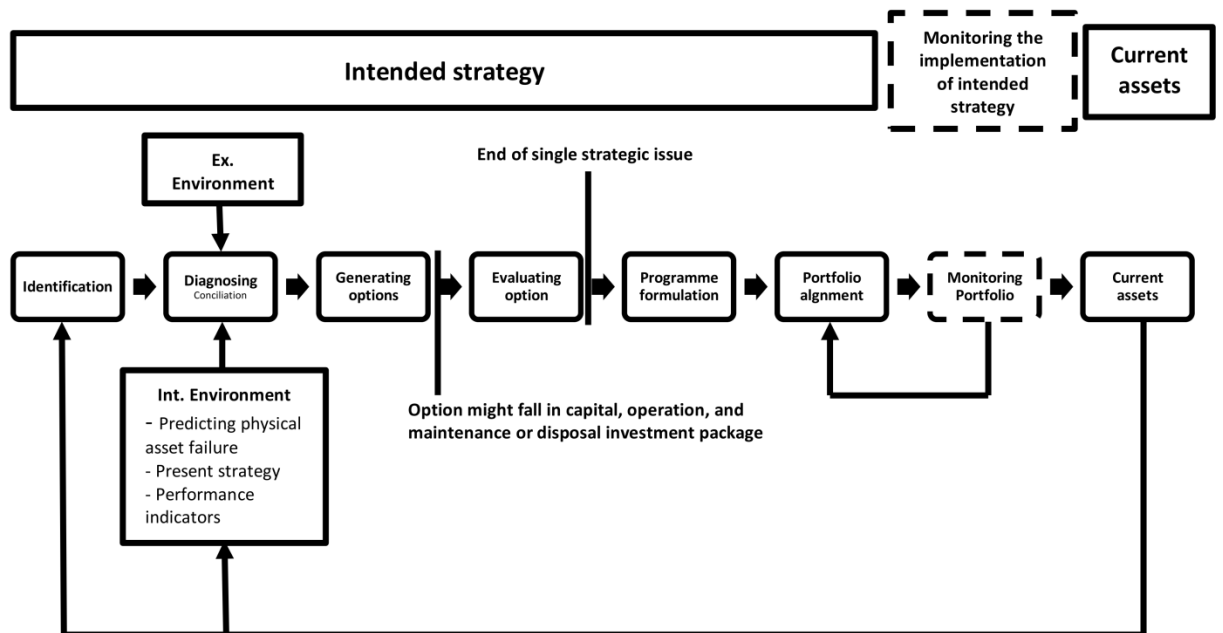 Intended strategy
Monitoring the
implementation
of intended
strategy
Current
assets
Ex.
Environment
End of single strategic issue
Identification
Diagnosing
Conciliation
Generating
options
Evaluating
option
Programme
formulation
Portfolio
algnment
Monitoring
Portfolio
Current
assets
Int. Environment
- Predicting physical
asset failure
- Present strategy
- Performance
indicators
Option might fall in capital, operation, and
maintenance or disposal investment package